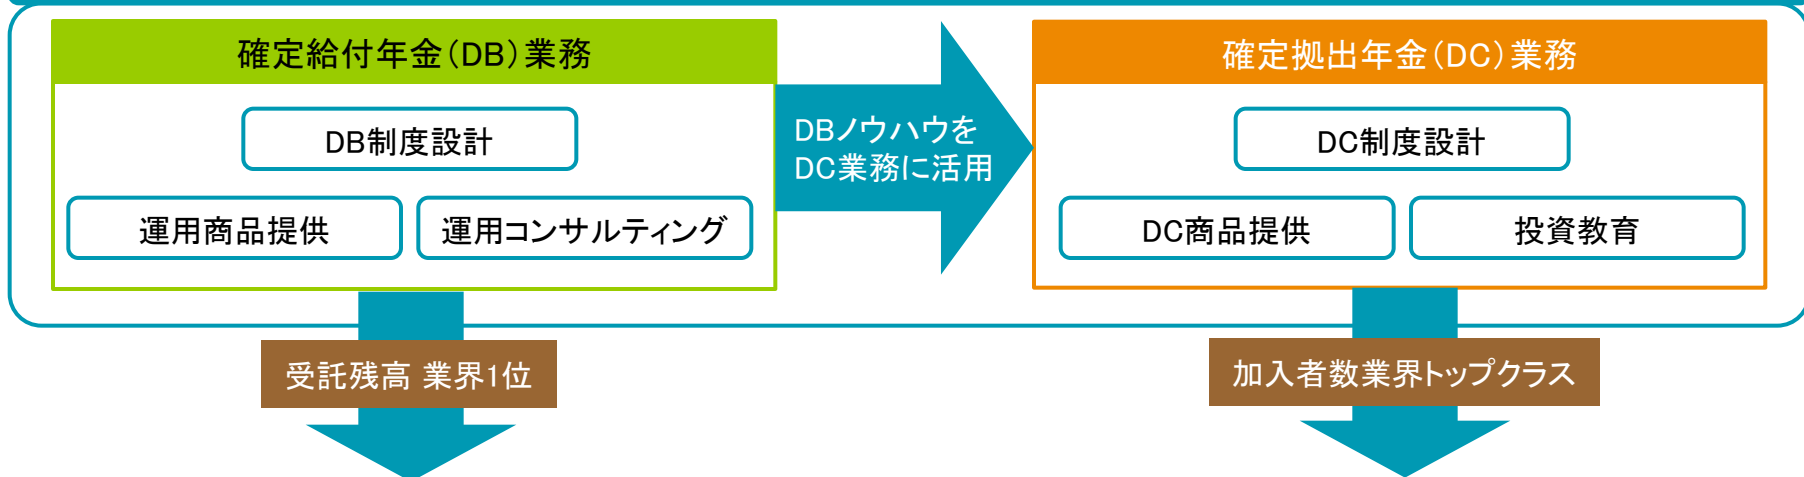 確定給付年金(DB)業務
DB制度設計
運用商品提供
運用コンサルティング
DBノウハウを
DC業務に活用
確定拠出年金(DC)業務
DC制度設計
DC商品提供
投資教育
受託残高 業界1位
加入者数業界トップクラス